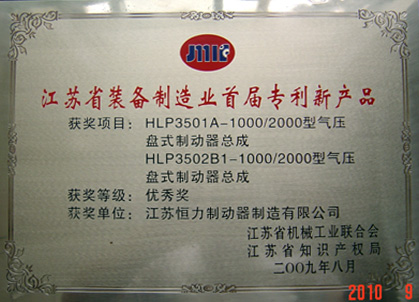 JMIC
江苏省装备制造业首届专利新产品
获奖项目：HLP3501A-1000/2000型气压
盘式制动器总成
HLP3502B1-1000/2000型气压
盘式制动器总成
获奖等级：优秀奖
获奖单位：江苏恒力制动器制造有限公司
江苏省机械工业联合会
江苏省知识产权局
二〇〇九年八月
2010 9